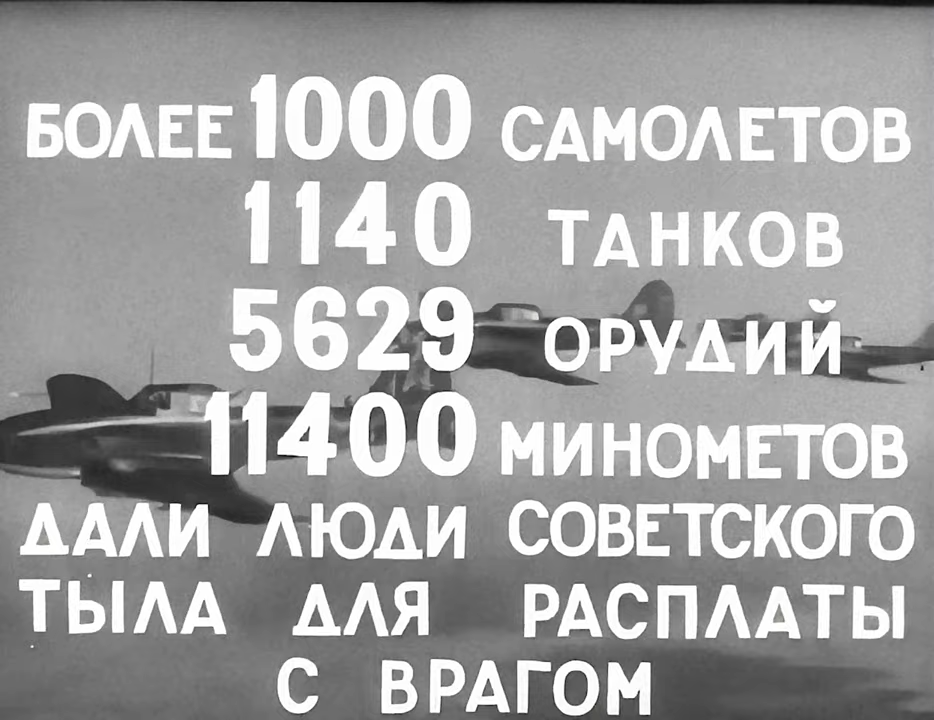 БОЛЕЕ 1000 САМОЛЕТОВ
1140 ТАНКОВ
5629 ОРУДИЙ
11400 МИНОМЕТОВ
ДАЛИ ЛЮДИ СОВЕТСКОГО
ТЫЛА ДЛЯ РАСПЛАТЫ
С ВРАГОМ